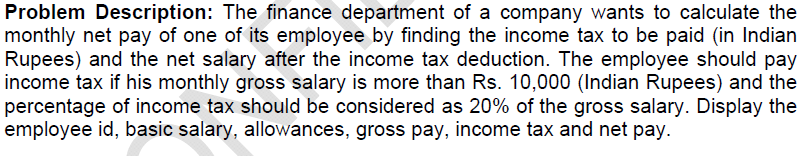 Problem Description: The finance department of a company wants to calculate the
monthly net pay of one of its employee by finding the income tax to be paid (in Indian
Rupees) and the net salary after the income tax deduction. The employee should pay
income tax if his monthly gross salary is more than Rs. 10,000 (Indian Rupees) and the
percentage of income tax should be considered as 20% of the gross salary. Display the
employee id, basic salary, allowances, gross pay, income tax and net pay.